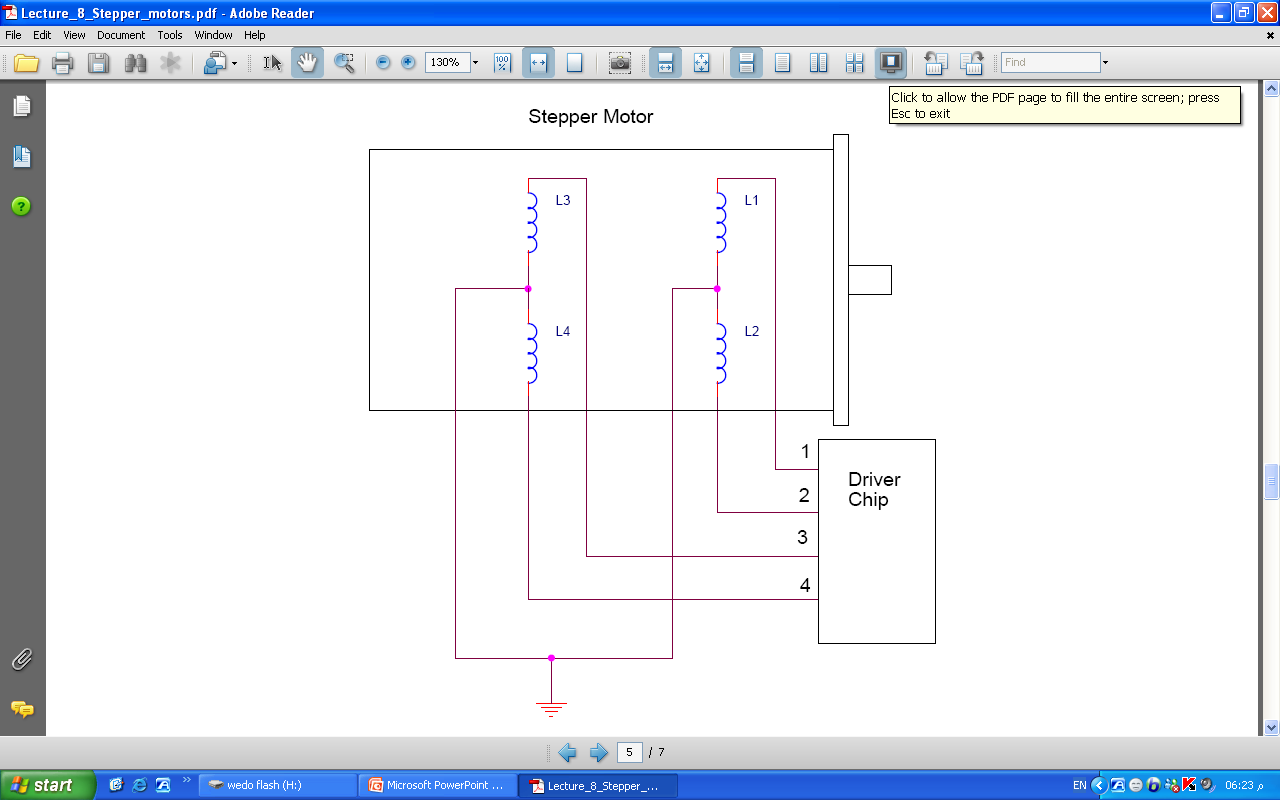 Lecture_8_Stepper_motors.pdf - Adobe Reader
File Edit View Document Tools Window Help
130%
100 %
Find
Click to allow the PDF page to fill the entire screen; press
Esc to exit
Stepper Motor
L3
L1
L4
L2
1
Driver
Chip
2
3
4
5 / 7
start
wedo flash (H:)
Microsoft PowerPoint ...
Lecture_8_Stepper_...
EN
06:23 م